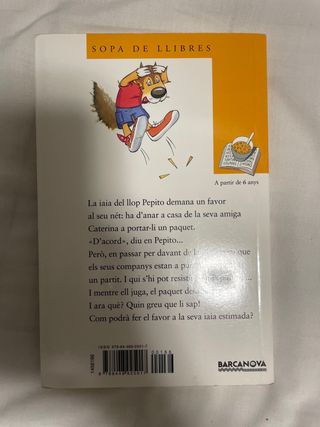 SOPA DE LLIBRES
A partir de 6 anys
La iaia del llop Pepito demana un favor
al seu nét: ha d'anar a casa de la seva amiga
Caterina a portar-li un paquet.
«D'acord», diu en Pepito...
Però, en passar per davant de
els seus companys estan a
un partit. I qui s'hi pot
I mentre ell juga, el paquet
I ara què? Quin greu que li sap!
Com podrà fer el favor a la seva iaia estimada?
00186
1458186
BARCANOVA